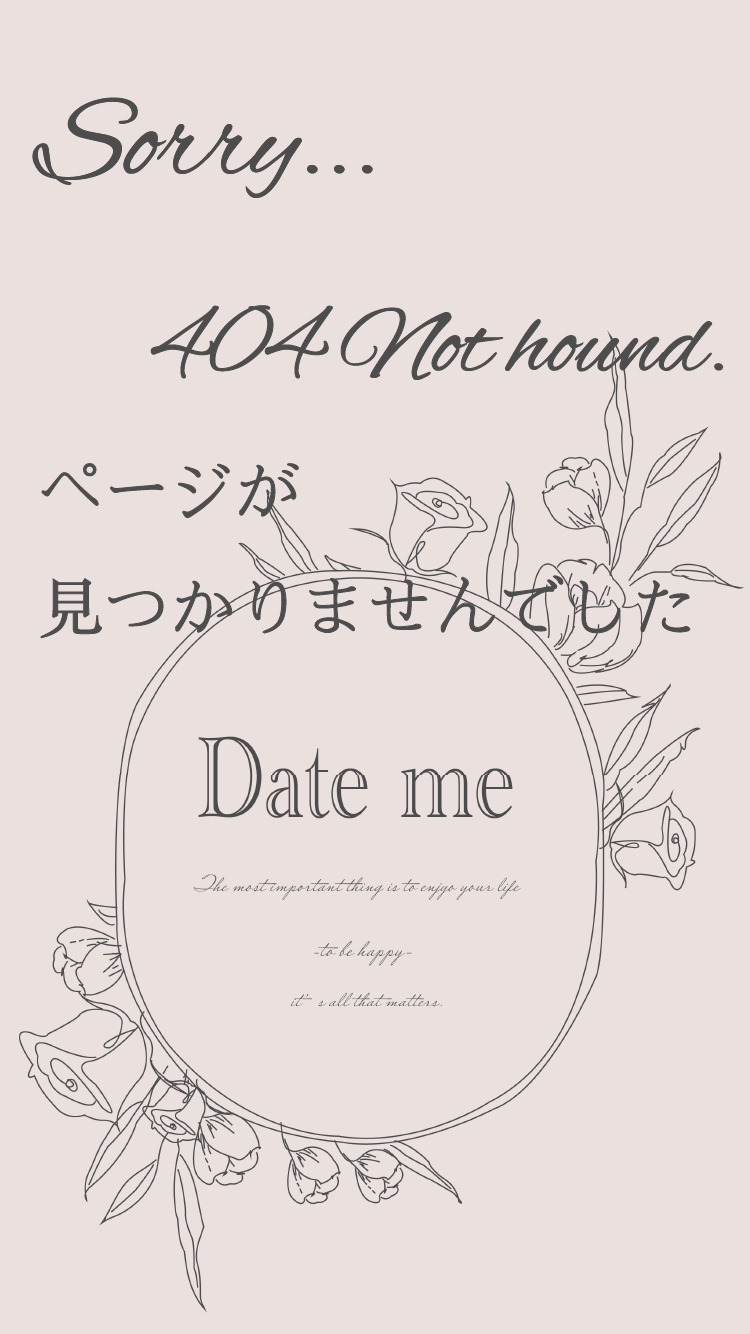 Sorry...
404 Not hound.
ページが
見つかりませんでした
Date me
The most important thing is to enjyo your life
-to be happy-
it’s all that matters.